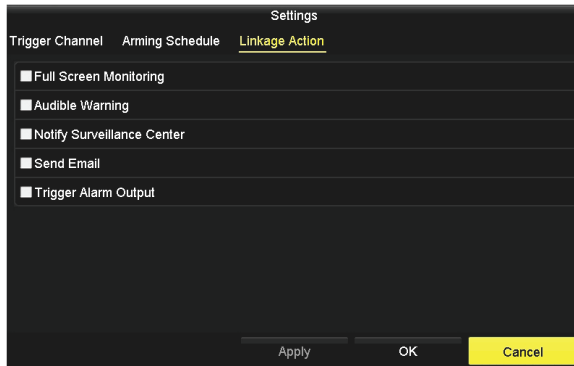 Settings
Trigger Channel Arming Schedule Linkage Action
Full Screen Monitoring
Audible Warning
Notify Surveillance Center
Send Email
Trigger Alarm Output
Apply OK Cancel